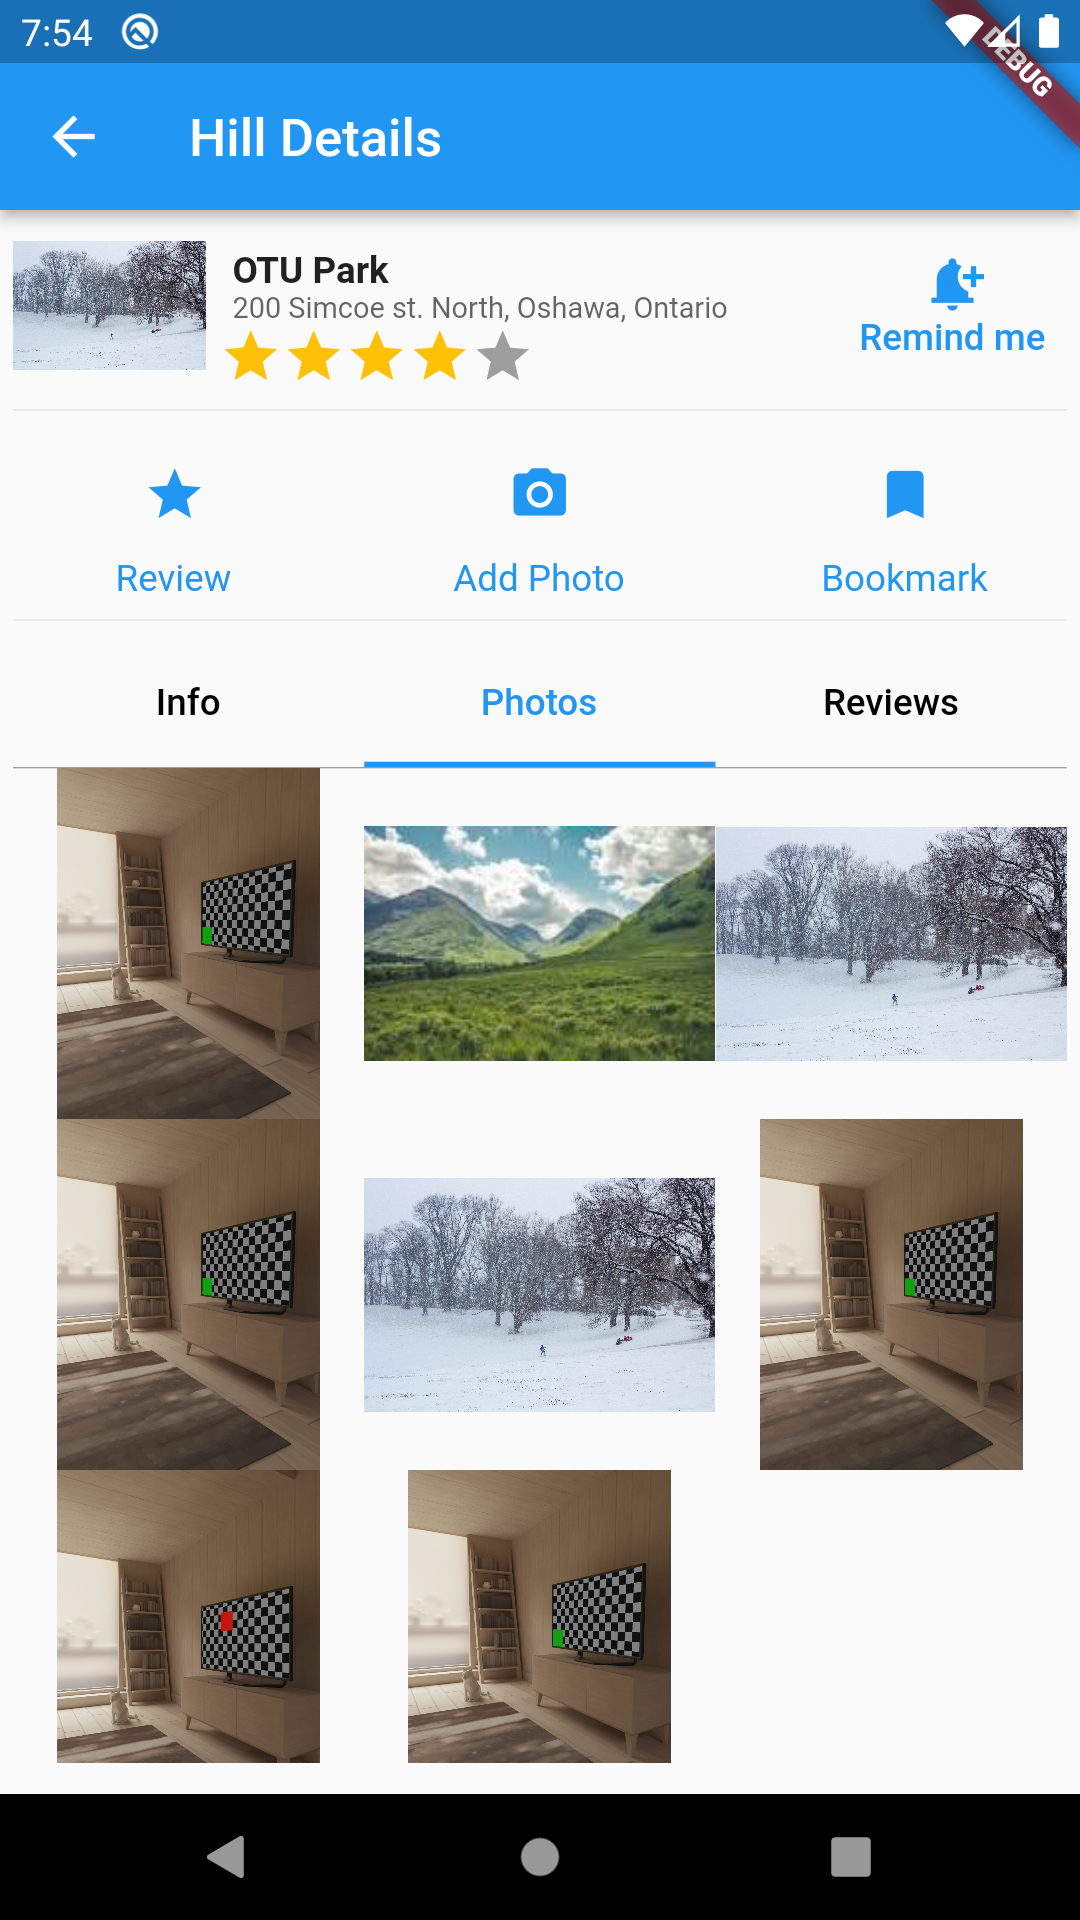 7:54
DEBUG
Hill Details
OTU Park
200 Simcoe st. North, Oshawa, Ontario
Remind me
Review
Add Photo
Bookmark
Info
Photos
Reviews